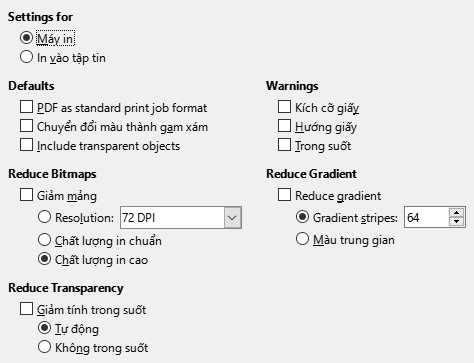 Settings for
Máy in
In vào tập tin
Defaults
PDF as standard print job format
Chuyển đổi màu thành gam xám
Include transparent objects
Warnings
Kích cỡ giấy
Hướng giấy
Trong suốt
Reduce Bitmaps
Giảm mảng
Resolution: 72 DPI
Chất lượng in chuẩn
Chất lượng in cao
Reduce Gradient
Reduce gradient
Gradient stripes: 64
Màu trung gian
Reduce Transparency
Giảm tính trong suốt
Tự động
Không trong suốt